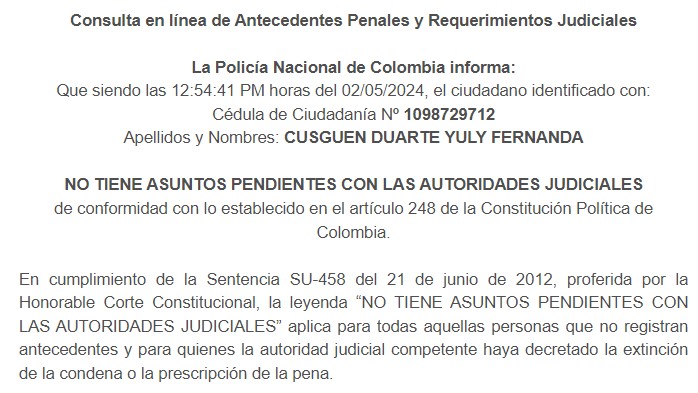 Consulta en línea de Antecedentes Penales y Requerimientos Judiciales
La Policía Nacional de Colombia informa:
Que siendo las 12:54:41 PM horas del 02/05/2024, el ciudadano identificado con:
Cédula de Ciudadanía Nº 1098729712
Apellidos y Nombres: CUSGUEN DUARTE YULY FERNANDA
NO TIENE ASUNTOS PENDIENTES CON LAS AUTORIDADES JUDICIALES
de conformidad con lo establecido en el artículo 248 de la Constitución Política de
Colombia.
En cumplimiento de la Sentencia SU-458 del 21 de junio de 2012, proferida por la
Honorable Corte Constitucional, la leyenda “NO TIENE ASUNTOS PENDIENTES CON
LAS AUTORIDADES JUDICIALES” aplica para todas aquellas personas que no registran
antecedentes y para quienes la autoridad judicial competente haya decretado la extinción
de la condena o la prescripción de la pena.